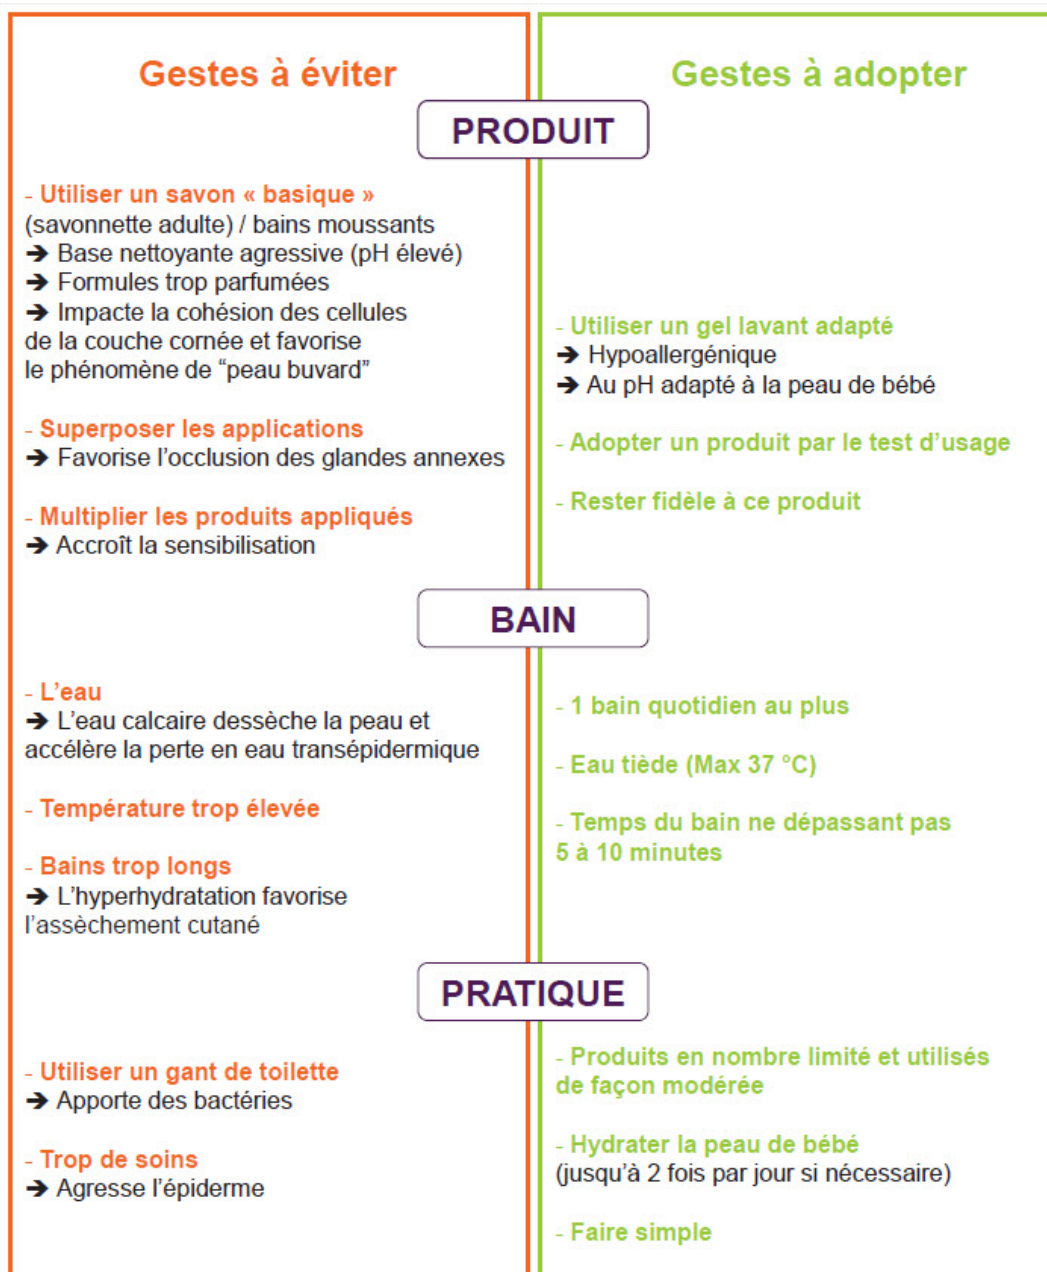 Gestes à éviter
Gestes à adopter
PRODUIT
- Utiliser un savon « basique »
(savonnette adulte) / bains moussants
➔ Base nettoyante agressive (pH élevé)
➔ Formules trop parfumées
➔ Impacte la cohésion des cellules
de la couche cornée et favorise
le phénomène de “peau buvard”
- Superposer les applications
➔ Favorise l’occlusion des glandes annexes
- Multiplier les produits appliqués
➔ Accroît la sensibilisation
- Utiliser un gel lavant adapté
➔ Hypoallergénique
➔ Au pH adapté à la peau de bébé
- Adopter un produit par le test d’usage
- Rester fidèle à ce produit
BAIN
- L’eau
➔ L’eau calcaire dessèche la peau et
accélère la perte en eau transépidermique
- Température trop élevée
- Bains trop longs
➔ L’hyperhydratation favorise
l’assèchement cutané
- 1 bain quotidien au plus
- Eau tiède (Max 37 °C)
- Temps du bain ne dépassant pas
5 à 10 minutes
PRATIQUE
- Utiliser un gant de toilette
➔ Apporte des bactéries
- Trop de soins
➔ Agresse l’épiderme
- Produits en nombre limité et utilisés
de façon modérée
- Hydrater la peau de bébé
(jusqu’à 2 fois par jour si nécessaire)
- Faire simple